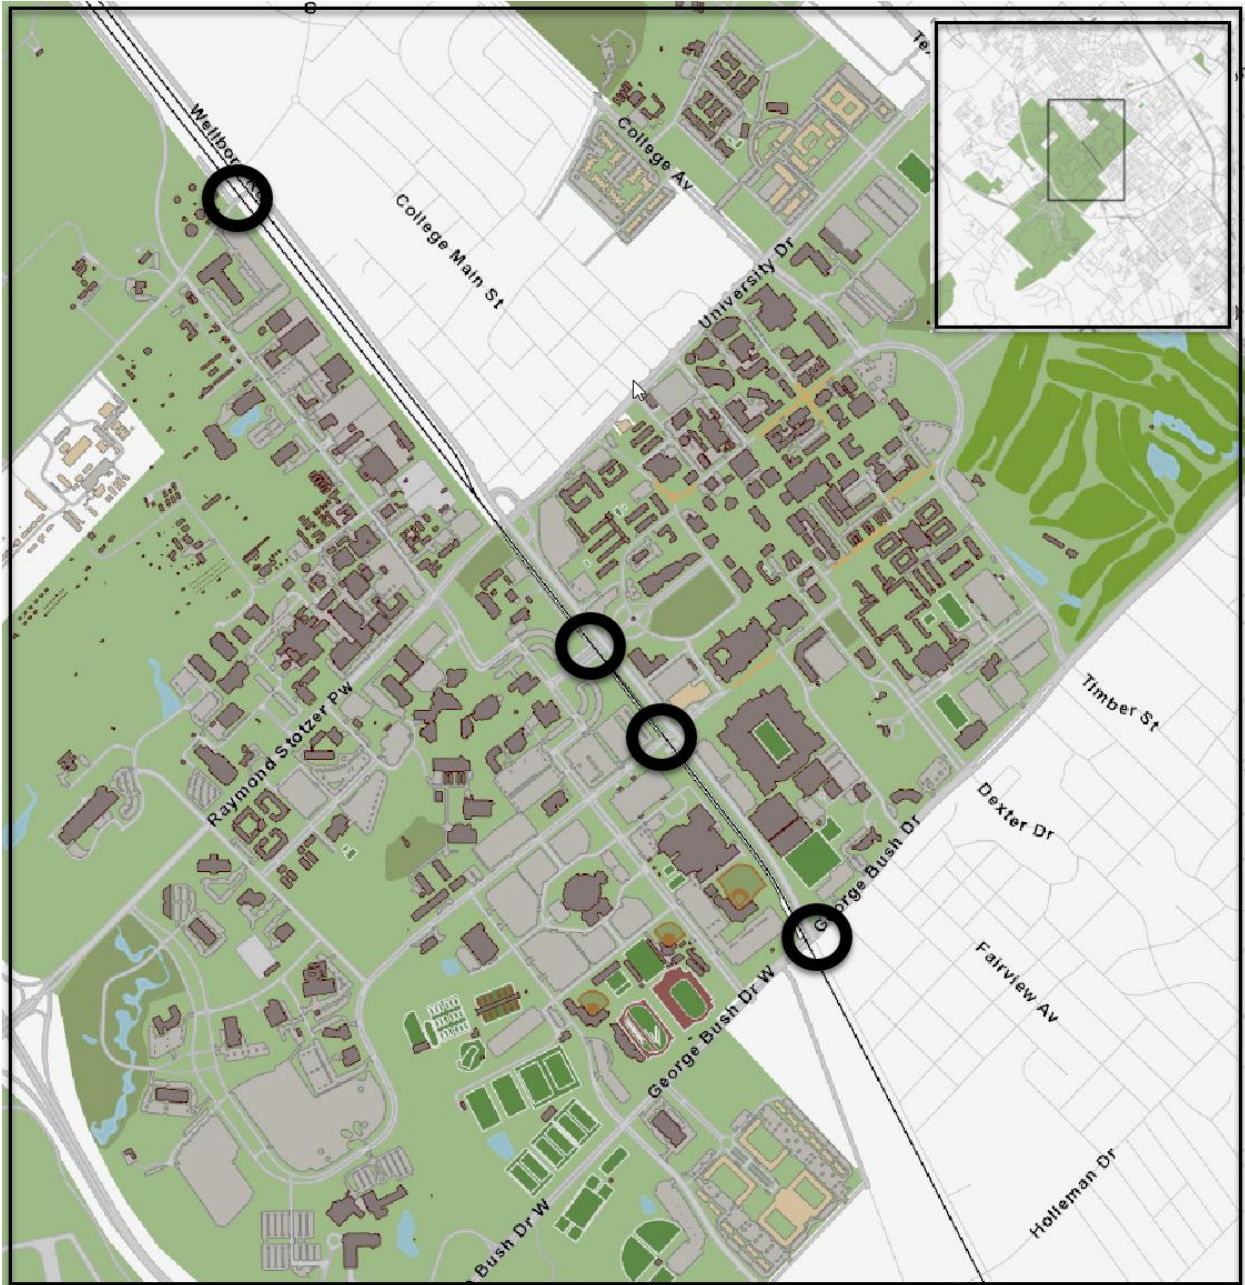 Te
Wellbor
College Av
College Main St
University Dr
Timber St
Raymond Stotzer Pw
Dexter Dr
George Bush Dr
Fairview Av
George Bush Dr W
Holleman Dr
Bush Dr W